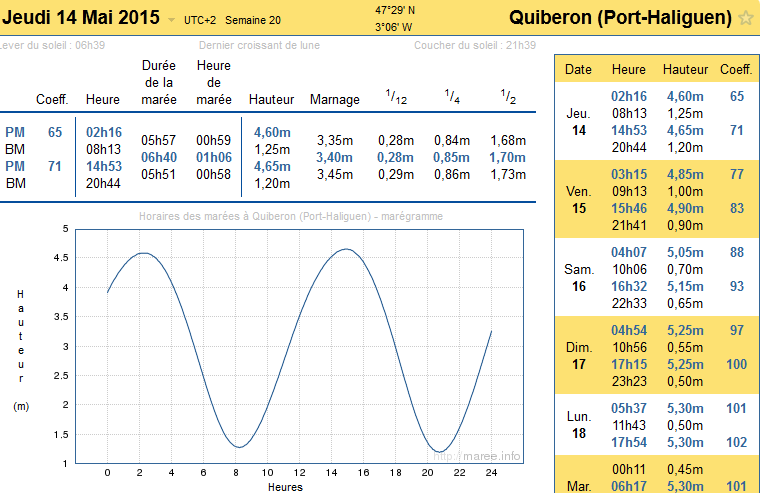 Jeudi 14 Mai 2015 UTC+2 Semaine 20 47°29' N 3°06' W Quiberon (Port-Haliguen)
Lever du soleil : 06h39 Dernier croissant de lune Coucher du soleil : 21h39
Coeff. Heure Durée de la marée Heure de marée Hauteur Marnage 1/12 1/4 1/2
PM 65 02h16 4,60m
05h57 00h59 3,35m 0,28m 0,84m 1,68m
BM 08h13 1,25m
06h40 01h06 3,40m 0,28m 0,85m 1,70m
PM 71 14h53 4,65m
05h51 00h58 3,45m 0,29m 0,86m 1,73m
BM 20h44 1,20m
Horaires des marées à Quiberon (Port-Haliguen) - marégramme
5
4.5
4
3.5
3
2.5
2
1.5
1
Hauteur
(m)
0 2 4 6 8 10 12 14 16 18 20 22 24
Heures
http://maree.info
Date Heure Hauteur Coeff.
Jeu. 14
02h16 4,60m 65
08h13 1,25m
14h53 4,65m 71
20h44 1,20m
Ven. 15
03h15 4,85m 77
09h13 1,00m
15h46 4,90m 83
21h41 0,90m
Sam. 16
04h07 5,05m 88
10h06 0,70m
16h32 5,15m 93
22h33 0,65m
Dim. 17
04h54 5,25m 97
10h56 0,55m
17h15 5,25m 100
23h23 0,50m
Lun. 18
05h37 5,30m 101
11h43 0,50m
17h54 5,30m 102
Mar.
00h11 0,45m
06h17 5,30m 101